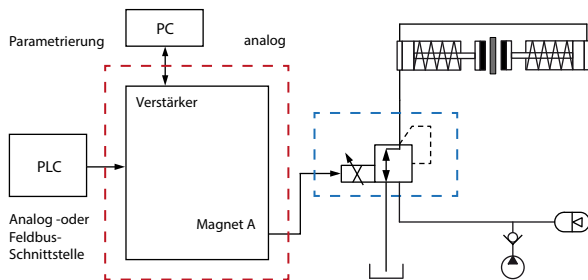 Parametrierung
PC
analog
Verstärker
PLC
Magnet A
Analog -oder
Feldbus-
Schnittstelle